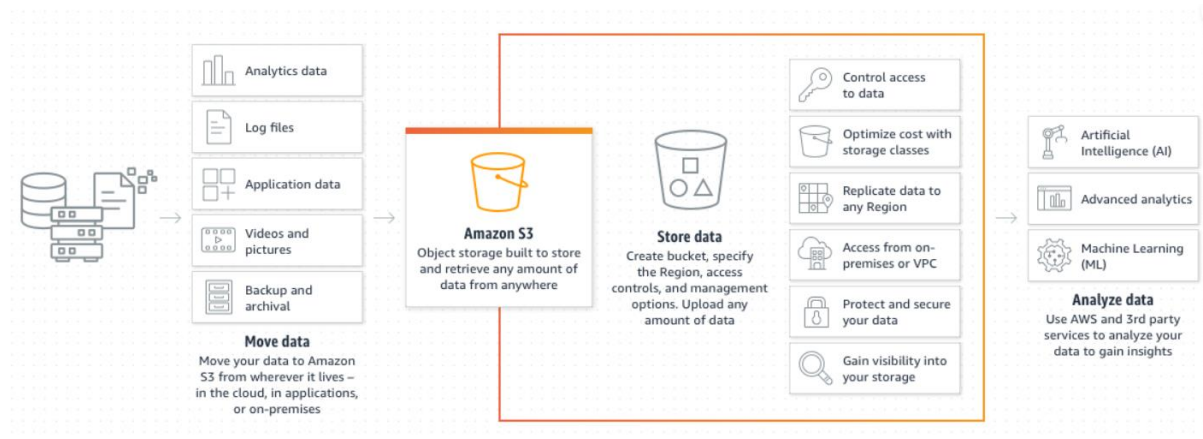 Analytics data
Log files
Application data
Videos and
pictures
Backup and
archival
Move data
Move your data to Amazon
S3 from wherever it lives –
in the cloud, in applications,
or on-premises
Amazon S3
Object storage built to store
and retrieve any amount of
data from anywhere
Store data
Create bucket, specify
the Region, access
controls, and management
options. Upload any
amount of data
Control access
to data
Optimize cost with
storage classes
Replicate data to
any Region
Access from on-
premises or VPC
Protect and secure
your data
Gain visibility into
your storage
Artificial
Intelligence (AI)
Advanced analytics
Machine Learning
(ML)
Analyze data
Use AWS and 3rd party
services to analyze your
data to gain insights